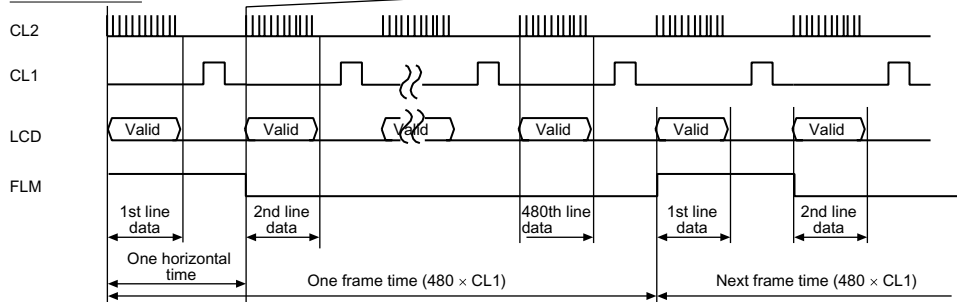 CL2
CL1
LCD
Valid
Valid
Valid
Valid
Valid
Valid
FLM
1st line
data
2nd line
data
480th line
data
1st line
data
2nd line
data
One horizontal
time
One frame time (480 × CL1)
Next frame time (480 × CL1)